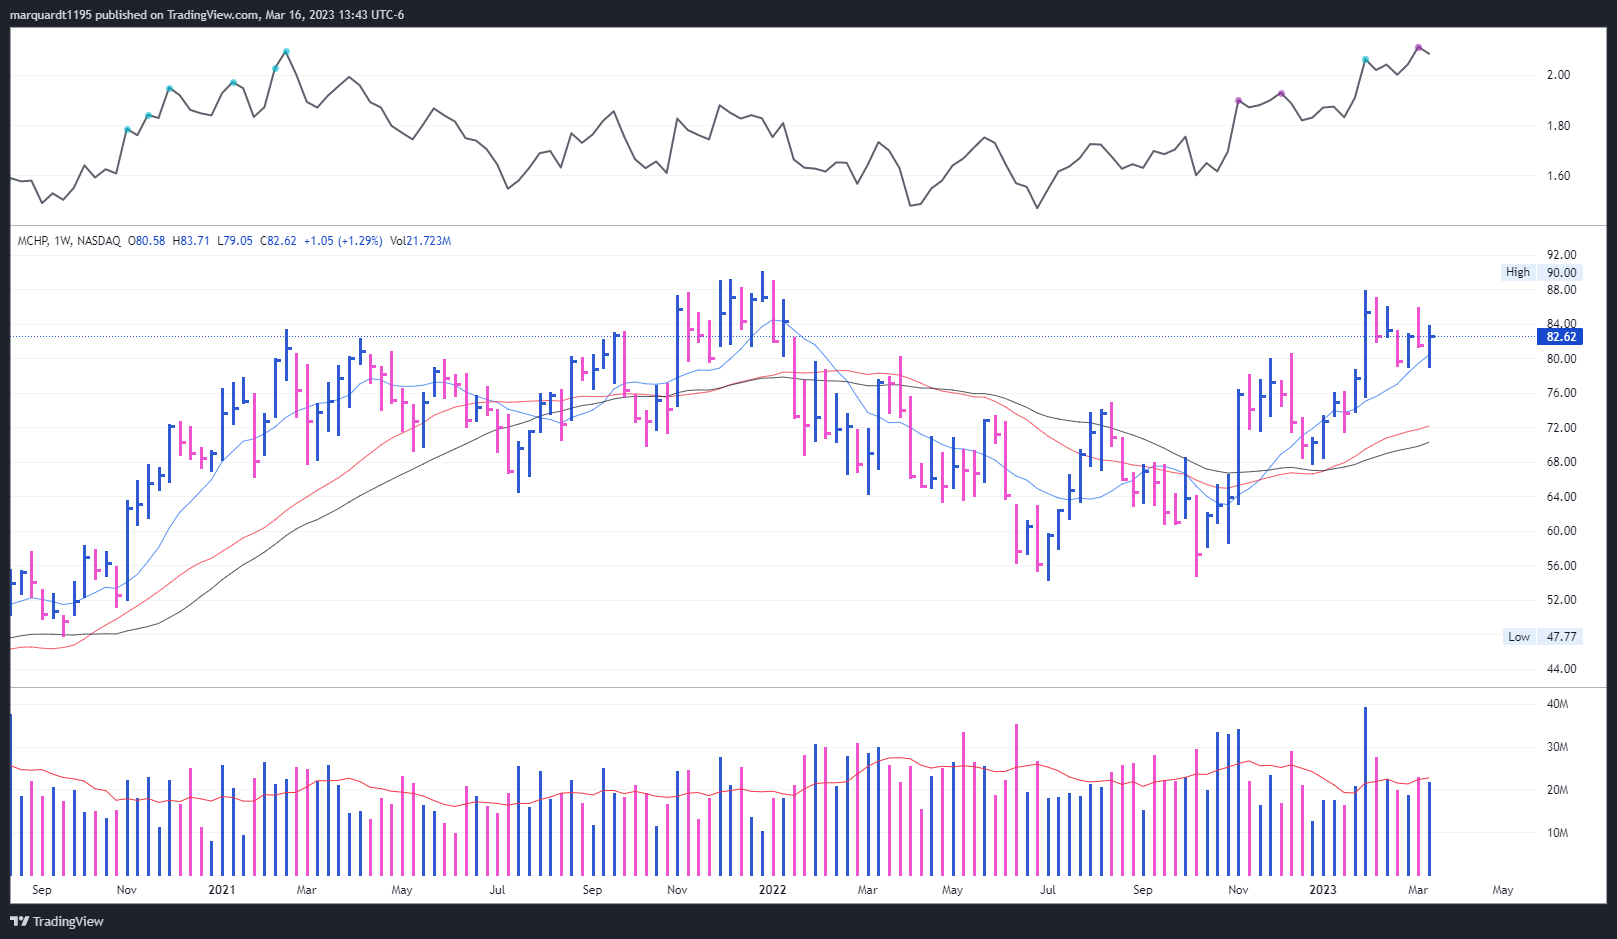 marquardt1195 published on TradingView.com, Mar 16, 2023 13:43 UTC-6
2.00
1.80
1.60
MCHP, 1W, NASDAQ O80.58 H83.71 L79.05 C82.62 +1.05 (+1.29%) Vol21.723M
92.00
High 90.00
88.00
84.00
82.62
80.00
76.00
72.00
68.00
64.00
60.00
56.00
52.00
Low 47.77
44.00
40M
30M
20M
10M
Sep Nov 2021 Mar May Jul Sep Nov 2022 Mar May Jul Sep Nov 2023 Mar May
TradingView